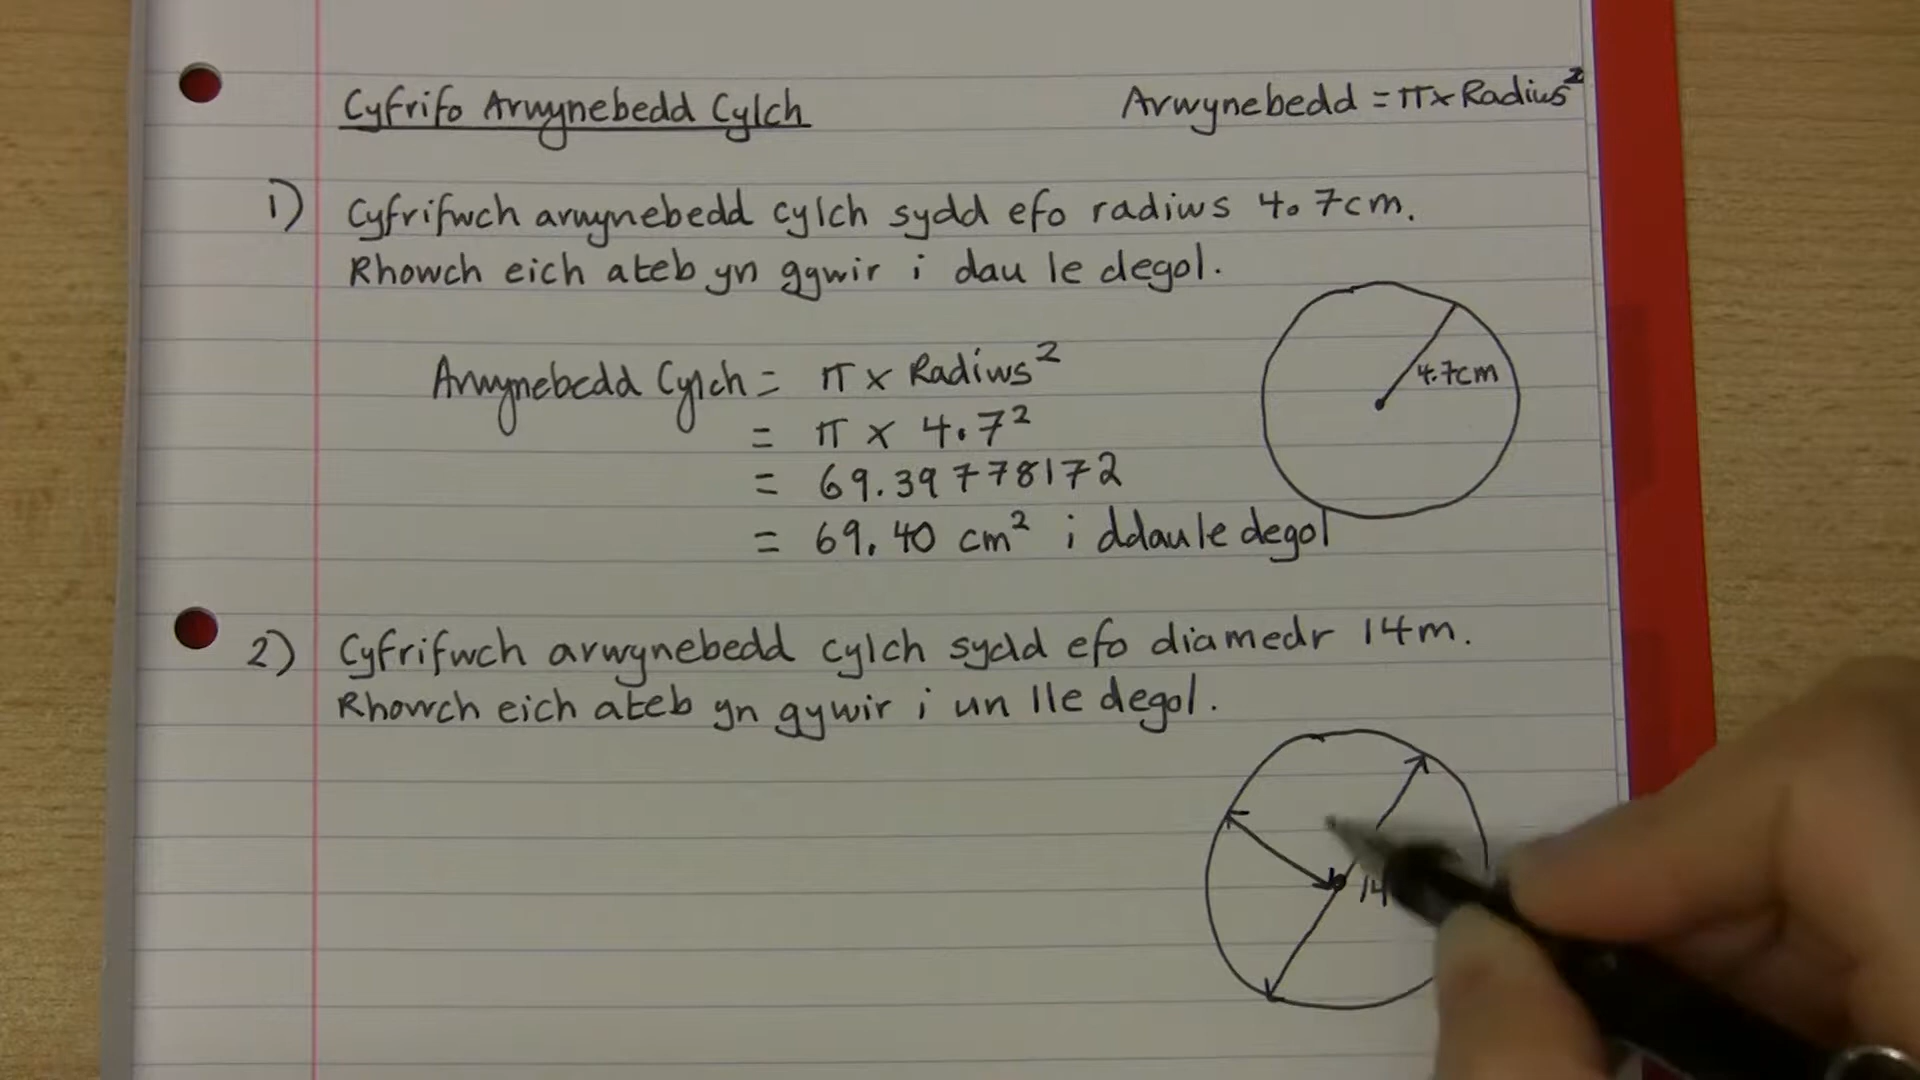 Cyfrifo Arwynebedd Cylch
Arwynebedd = π x Radiws²
1) Cyfrifwch arwynebedd cylch sydd efo radiws 4.7cm.
Rhowch eich ateb yn gywir i dau le degol.
4.7cm
Arwynebedd Cylch = π x Radiws²
= π x 4.7²
= 69.39778172
= 69.40 cm² i ddau le degol
2) Cyfrifwch arwynebedd cylch sydd efo diamedr 14m.
Rhowch eich ateb yn gywir i un lle degol.
14